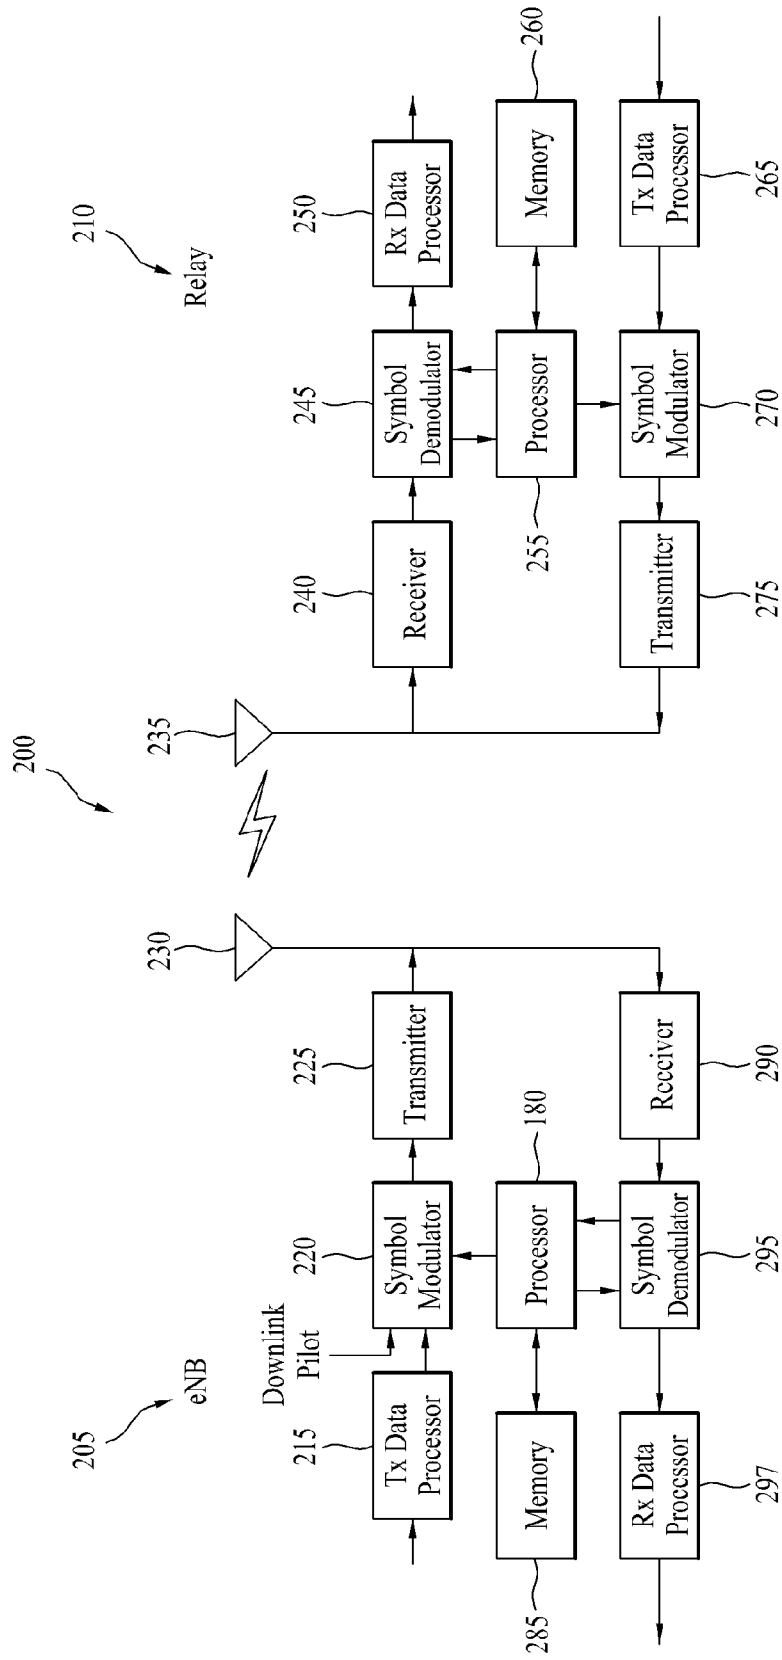 200
205
eNB
210
Relay
Downlink
Pilot
215
Tx Data
Processor
220
Symbol
Modulator
225
Transmitter
230
235
240
Receiver
245
Symbol
Demodulator
250
Rx Data
Processor
285
Memory
180
Processor
255
Processor
260
Memory
297
Rx Data
Processor
295
Symbol
Demodulator
290
Receiver
275
Transmitter
270
Symbol
Modulator
265
Tx Data
Processor